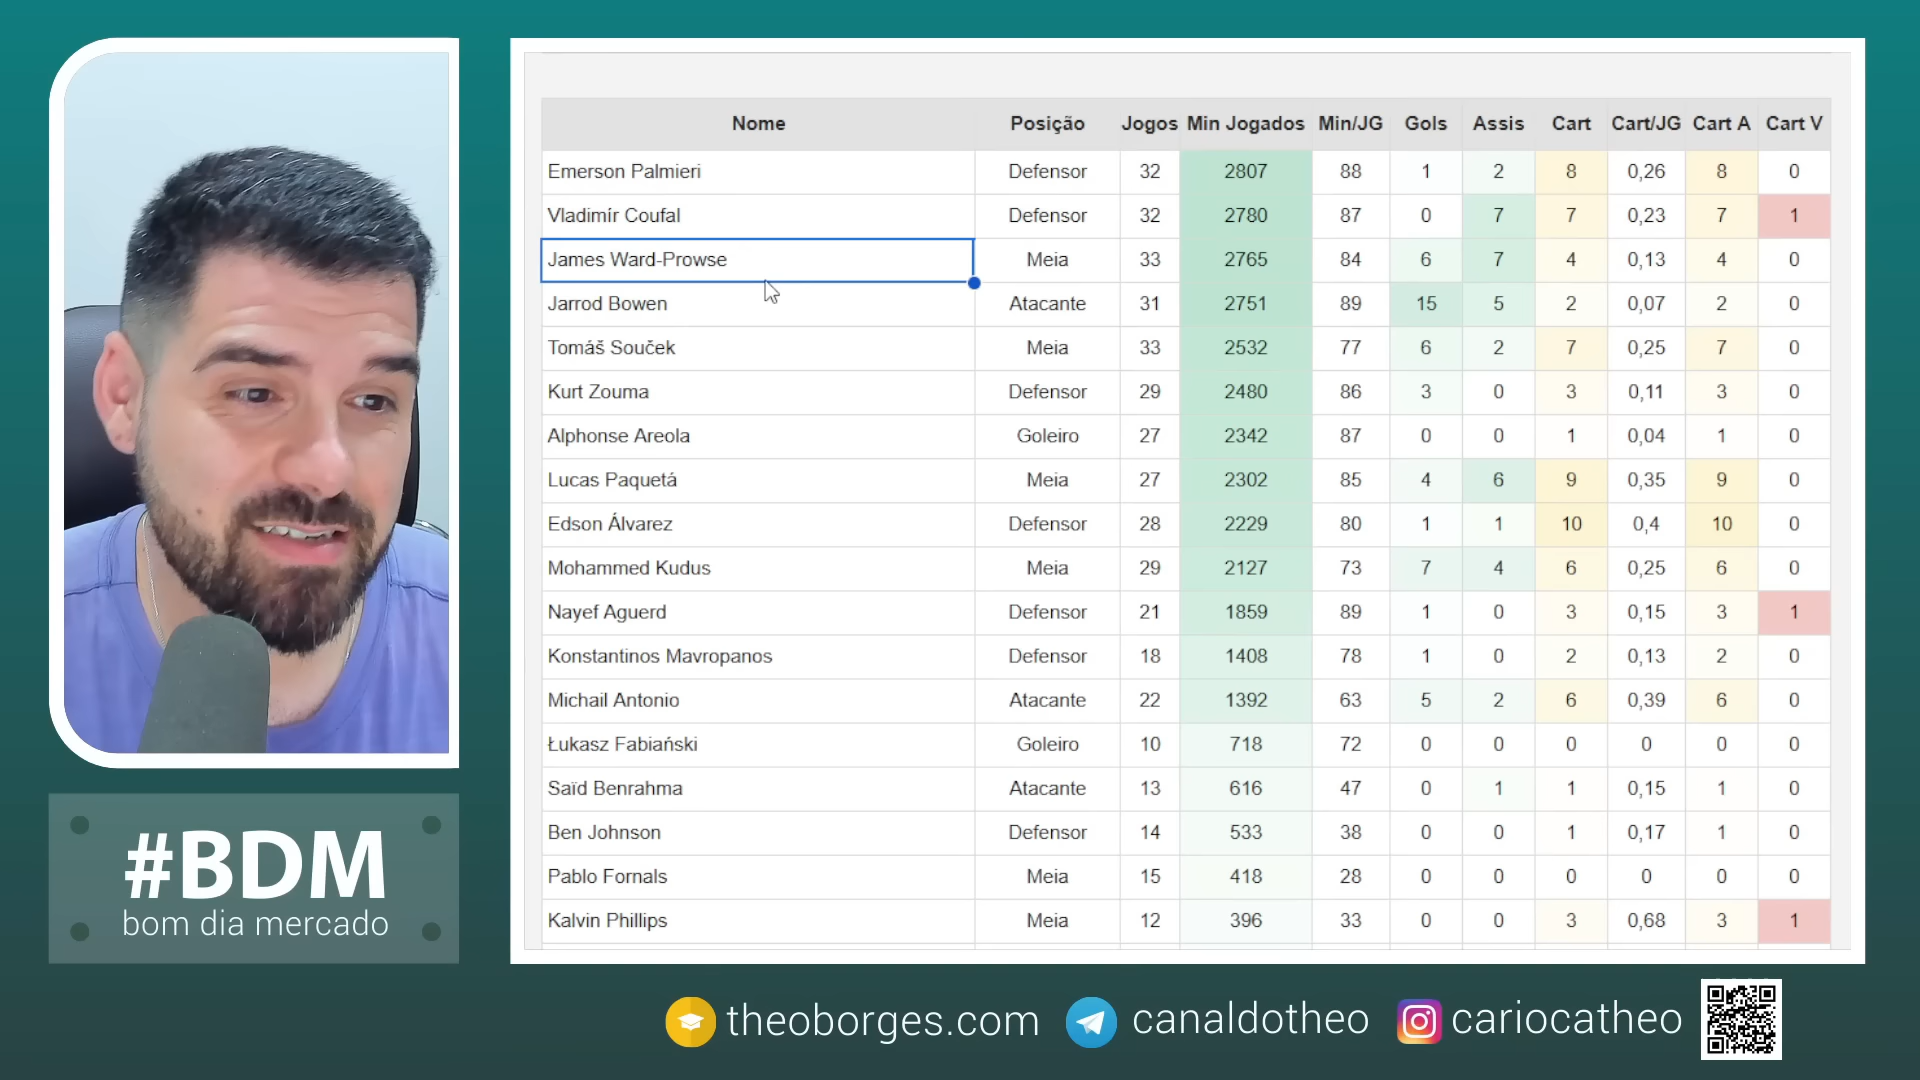 Nome Posição Jogos Min Jogados Min/JG Gols Assis Cart Cart/JG Cart A Cart V
Emerson Palmieri Defensor 32 2807 88 1 2 8 0,26 8 0
Vladimír Coufal Defensor 32 2780 87 0 7 7 0,23 7 1
James Ward-Prowse Meia 33 2765 84 6 7 4 0,13 4 0
Jarrod Bowen Atacante 31 2751 89 15 5 2 0,07 2 0
Tomáš Souček Meia 33 2532 77 6 2 7 0,25 7 0
Kurt Zouma Defensor 29 2480 86 3 0 3 0,11 3 0
Alphonse Areola Goleiro 27 2342 87 0 0 1 0,04 1 0
Lucas Paquetá Meia 27 2302 85 4 6 9 0,35 9 0
Edson Álvarez Defensor 28 2229 80 1 1 10 0,4 10 0
Mohammed Kudus Meia 29 2127 73 7 4 6 0,25 6 0
Nayef Aguerd Defensor 21 1859 89 1 0 3 0,15 3 1
Konstantinos Mavropanos Defensor 18 1408 78 1 0 2 0,13 2 0
Michail Antonio Atacante 22 1392 63 5 2 6 0,39 6 0
Łukasz Fabiański Goleiro 10 718 72 0 0 0 0 0 0
Saïd Benrahma Atacante 13 616 47 0 1 1 0,15 1 0
Ben Johnson Defensor 14 533 38 0 0 1 0,17 1 0
Pablo Fornals Meia 15 418 28 0 0 0 0 0 0
Kalvin Phillips Meia 12 396 33 0 0 3 0,68 3 1
#BDM
bom dia mercado
theoborges.com canaldotheo cariocatheo